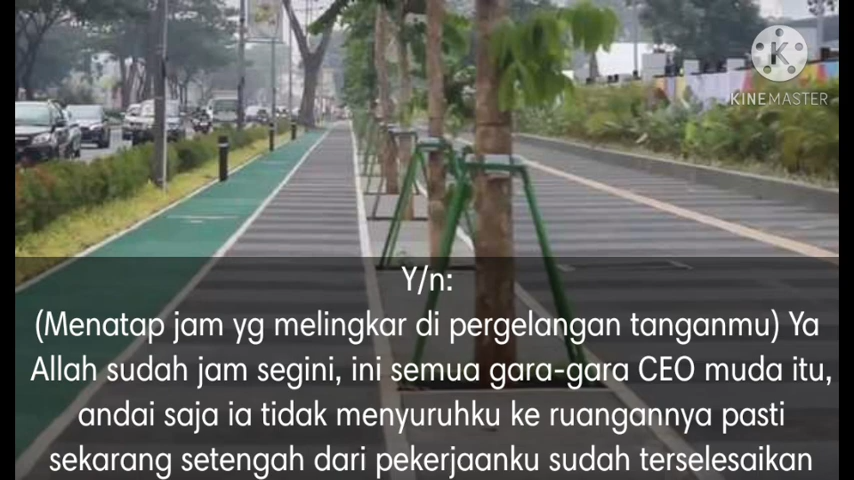 KINEMASTER
Y/n:
(Menatap jam yg melingkar di pergelangan tanganmu) Ya
Allah sudah jam segini, ini semua gara-gara CEO muda itu,
andai saja ia tidak menyuruhku ke ruangannya pasti
sekarang setengah dari pekerjaanku sudah terselesaikan